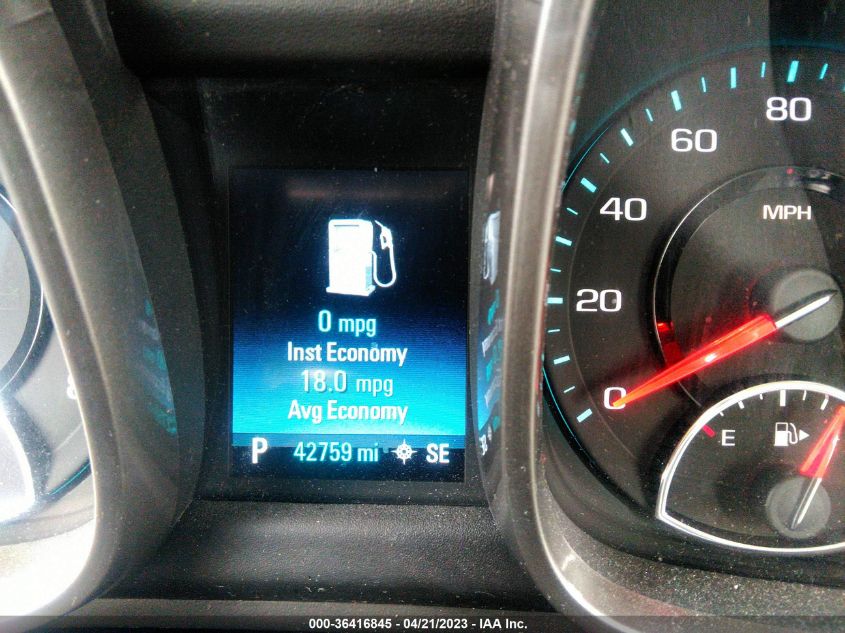 0 mpg
Inst Economy
18.0 mpg
Avg Economy
P 42759 mi SE
80
60
40
MPH
20
0
E
000-36416845 - 04/21/2023 - IAA Inc.